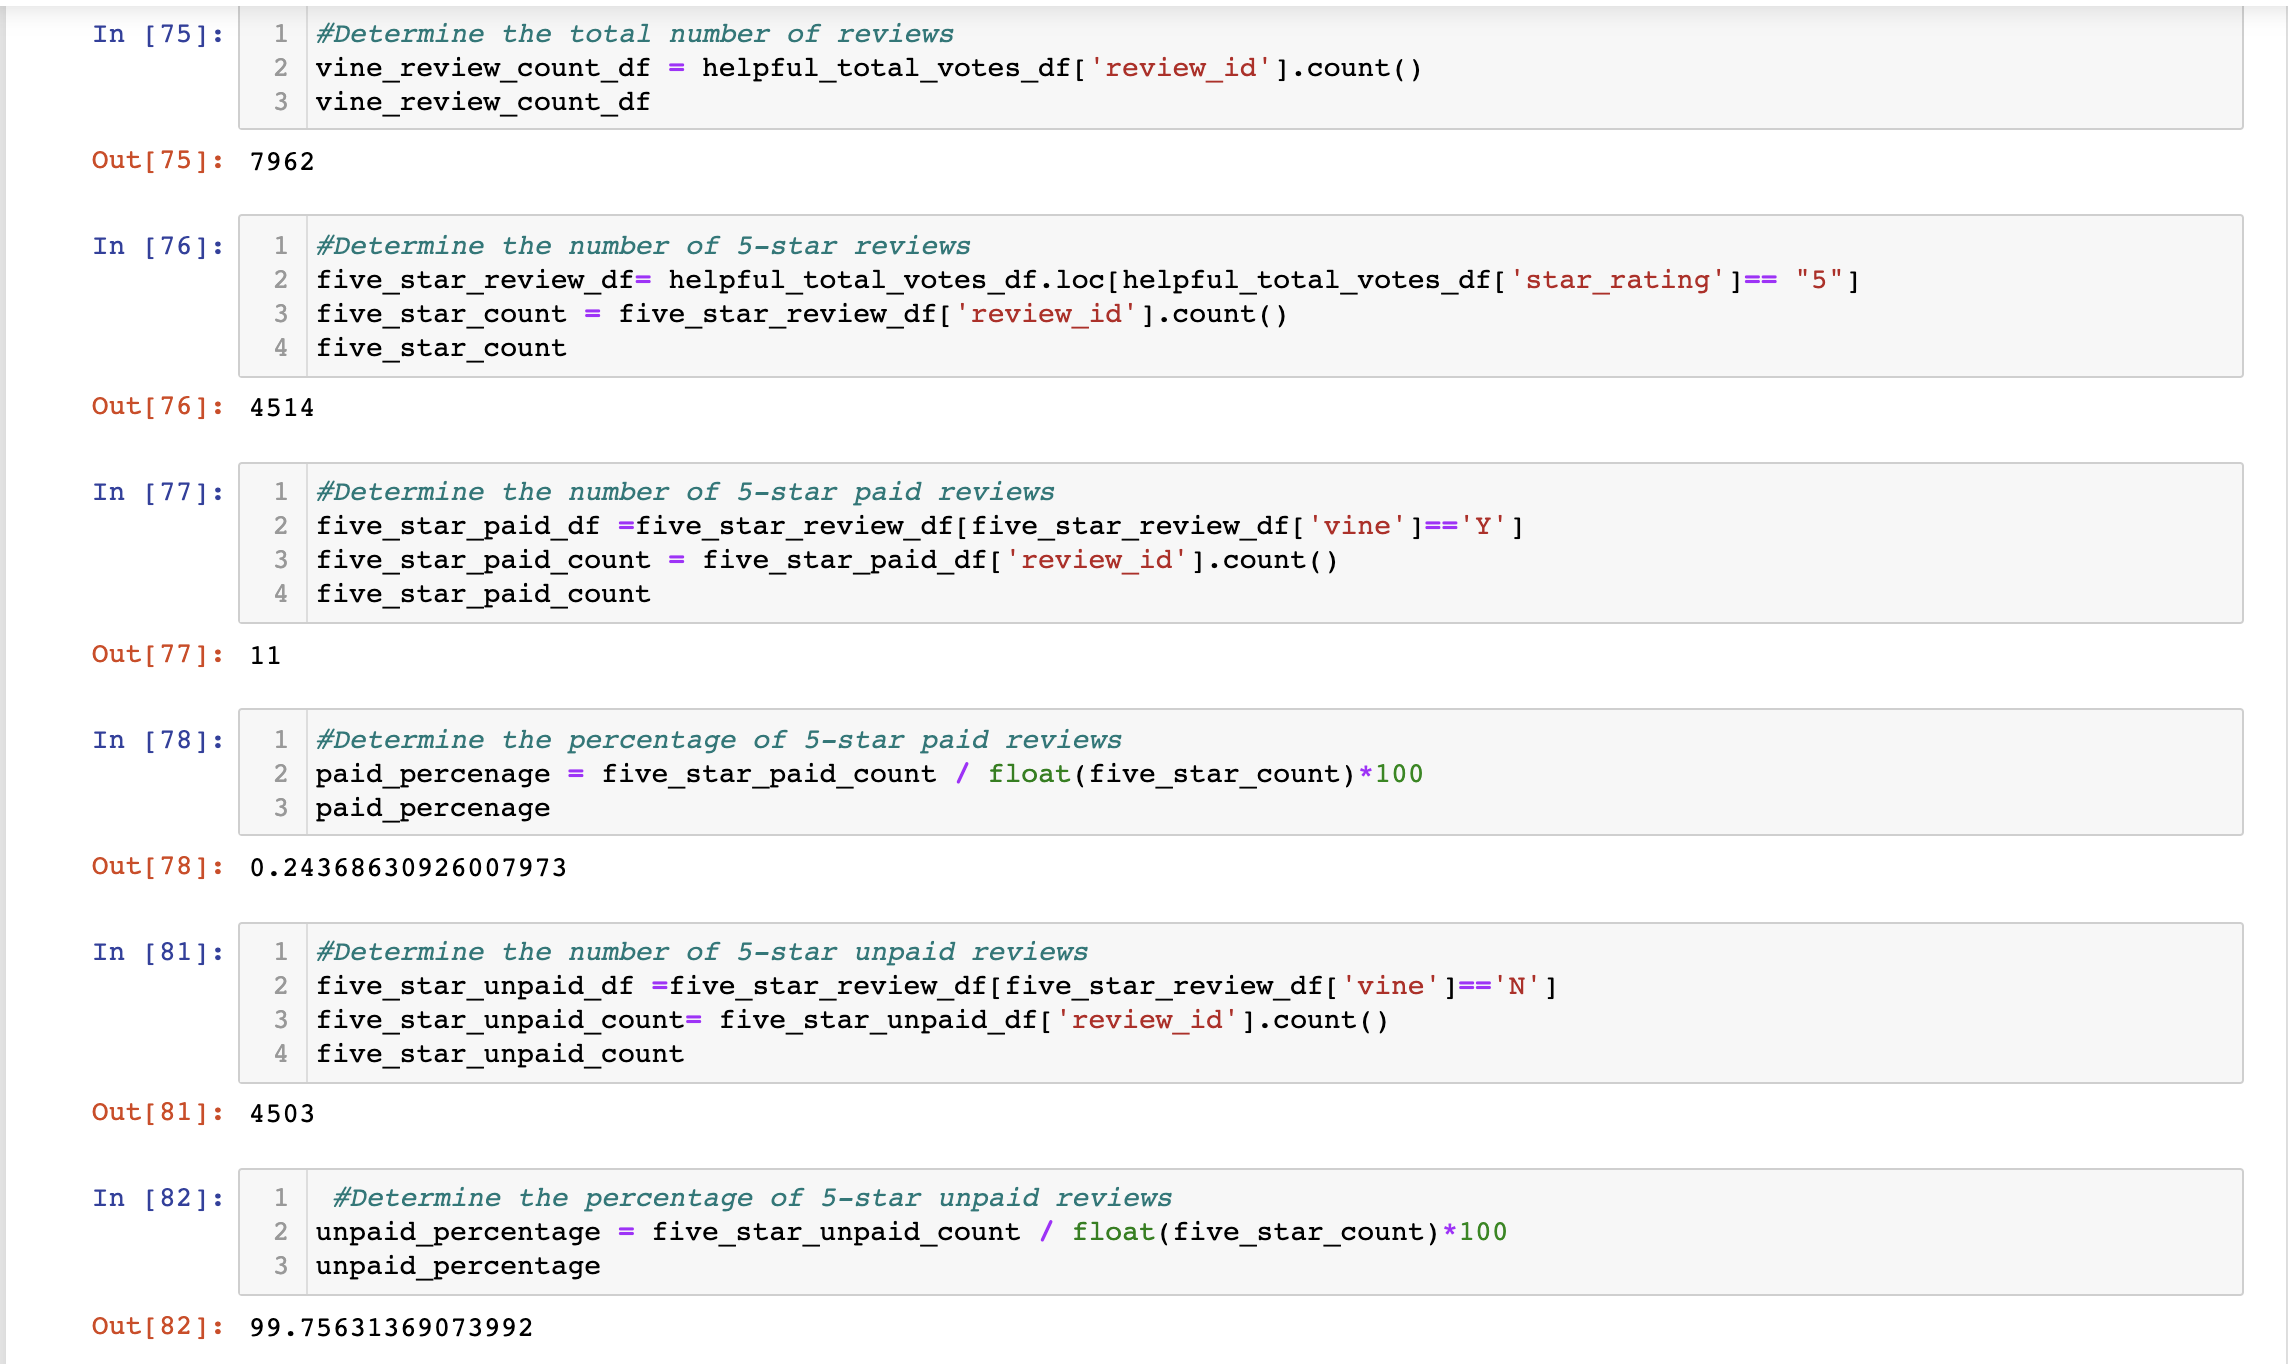 In [75]:
1 #Determine the total number of reviews
2 vine_review_count_df = helpful_total_votes_df['review_id'].count()
3 vine_review_count_df
Out[75]: 7962
In [76]:
1 #Determine the number of 5-star reviews
2 five_star_review_df= helpful_total_votes_df.loc[helpful_total_votes_df['star_rating']== "5"]
3 five_star_count = five_star_review_df['review_id'].count()
4 five_star_count
Out[76]: 4514
In [77]:
1 #Determine the number of 5-star paid reviews
2 five_star_paid_df =five_star_review_df[five_star_review_df['vine']=='Y']
3 five_star_paid_count = five_star_paid_df['review_id'].count()
4 five_star_paid_count
Out[77]: 11
In [78]:
1 #Determine the percentage of 5-star paid reviews
2 paid_percenage = five_star_paid_count / float(five_star_count)*100
3 paid_percenage
Out[78]: 0.24368630926007973
In [81]:
1 #Determine the number of 5-star unpaid reviews
2 five_star_unpaid_df =five_star_review_df[five_star_review_df['vine']=='N']
3 five_star_unpaid_count= five_star_unpaid_df['review_id'].count()
4 five_star_unpaid_count
Out[81]: 4503
In [82]:
1 #Determine the percentage of 5-star unpaid reviews
2 unpaid_percentage = five_star_unpaid_count / float(five_star_count)*100
3 unpaid_percentage
Out[82]: 99.75631369073992